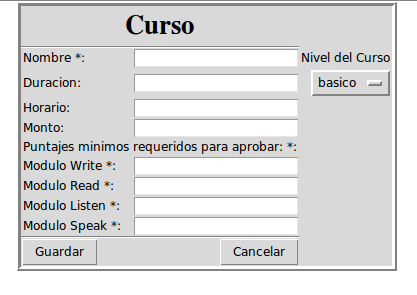 Curso
Nombre *: Nivel del Curso
Duracion: basico
Horario:
Monto:
Puntajes minimos requeridos para aprobar: *:
Modulo Write *:
Modulo Read *:
Modulo Listen *:
Modulo Speak *:
Guardar Cancelar